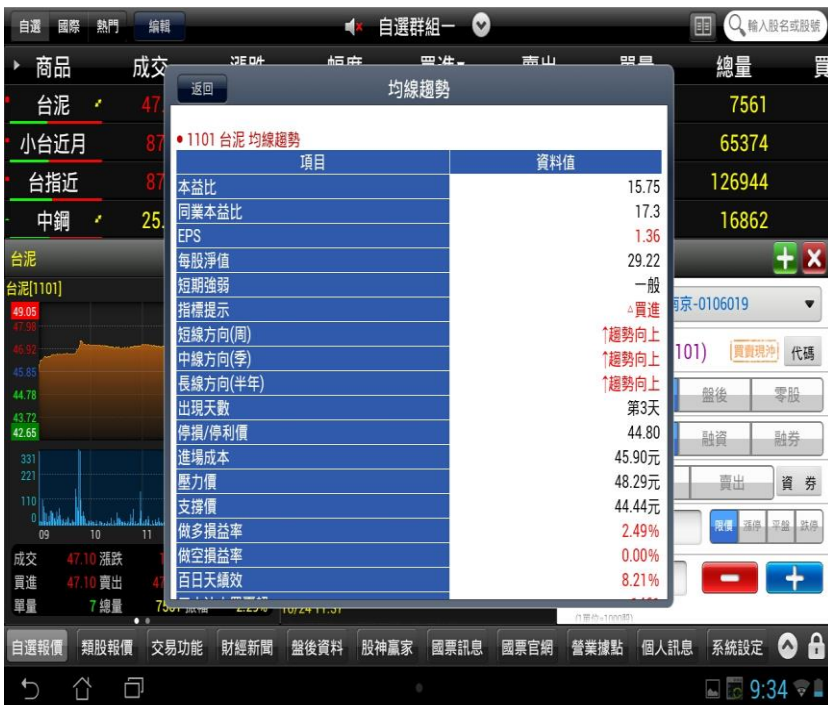 自選 國際 熱門 編輯 自選群組一 輸入股名或股號
商品 成交 總量
返回 均線趨勢
台泥 47. 7561
小台近月 87 65374
台指近 87 126944
中鋼 25. 16862
• 1101 台泥 均線趨勢
項目 資料值
本益比 15.75
同業本益比 17.3
EPS 1.36
每股淨值 29.22
短期強弱 一般
指標提示 △買進
短線方向(周) ↑趨勢向上
中線方向(季) ↑趨勢向上
長線方向(半年) ↑趨勢向上
出現天數 第3天
停損/停利價 44.80
進場成本 45.90元
壓力價 48.29元
支撐價 44.44元
做多損益率 2.49%
做空損益率 0.00%
百日天績效 8.21%
台泥
台泥[1101]
49.05
47.98
46.92
45.85
44.78
43.72
42.65
331
221
110
0
09 10 11
成交 47.10 漲跌
買進 47.10 賣出 47
單量 7 總量
南京-0106019
101) 買賣現沖 代碼
盤後 零股
融資 融券
賣出 資 券
限價 漲停 平盤 跌停
(1單位=1000股)
自選報價 類股報價 交易功能 財經新聞 盤後資料 股神贏家 國票訊息 國票官網 營業據點 個人訊息 系統設定
9:34